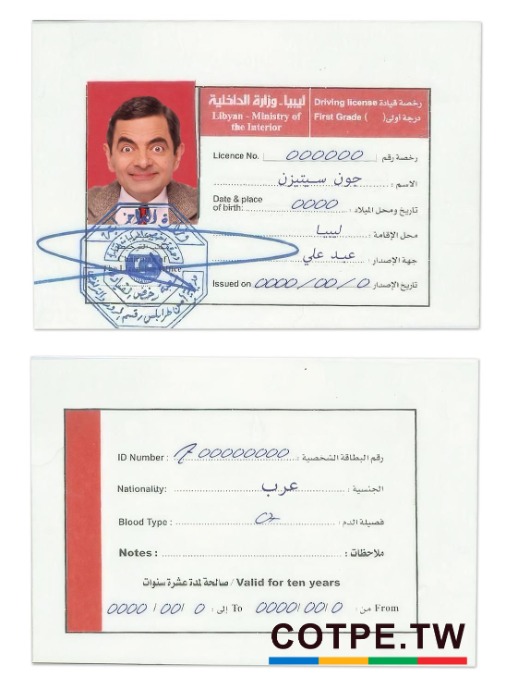 ليبيا - وزارة الداخلية
Libyan - Ministry of
the Interior
Driving license رخصة قيادة
First Grade ( ) درجة اولى
Licence No. 000000 رخصة رقم
الاسم : جون سيتيزن
Date & place
of birth: 0000 تاريخ ومحل الميلاد :
محل الإقامة : ليبيا
جهة الإصدار : عبد علي
Issued on 0000/00/0 تاريخ الإصدار
ID Number : 700000000 رقم البطاقة الشخصية :
Nationality: عرب الجنسية :
Blood Type : فصيلة الدم :
Notes : ملاحظات :
صالحة لمدة عشرة سنوات / Valid for ten years
0000 / 00 / 0 إلى : To 0000/ 00/ 0 من : From
COTPE.TW